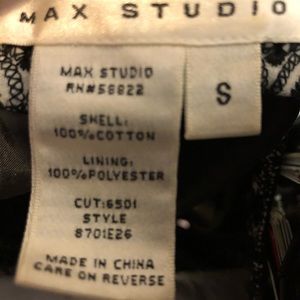 MAX STUDIO
MAX STUDIO
RN#58822
S
SHELL:
100%COTTON
LINING:
100%POLYESTER
CUT:6501
STYLE
8701E26
MADE IN CHINA
CARE ON REVERSE